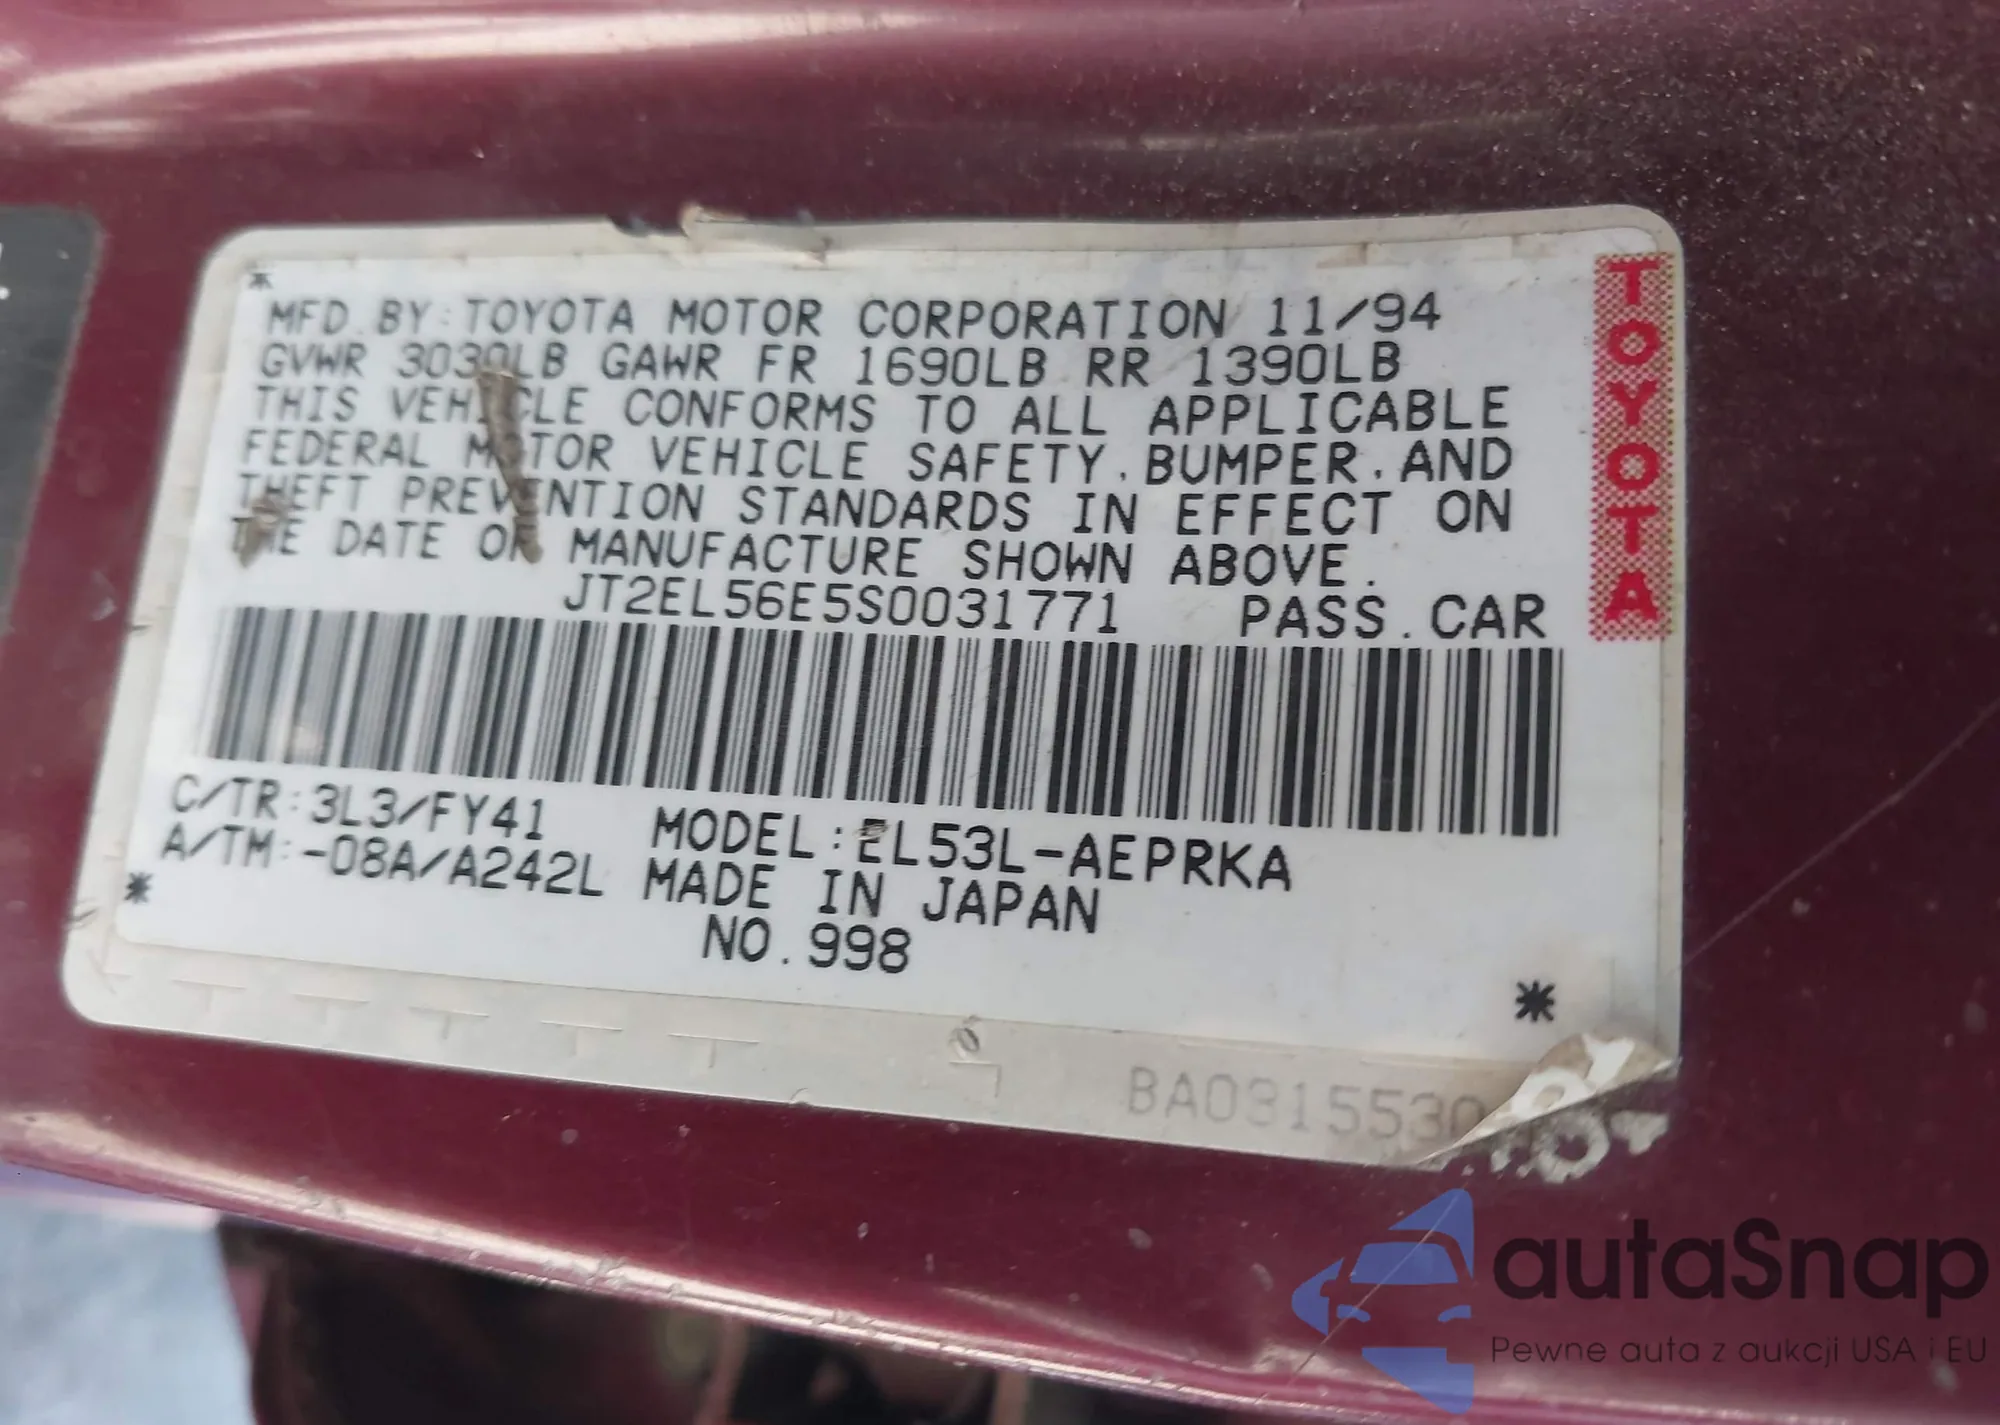 MFD. BY: TOYOTA MOTOR CORPORATION 11/94
GVWR 3030LB GAWR FR 1690LB RR 1390LB
THIS VEHICLE CONFORMS TO ALL APPLICABLE
FEDERAL MOTOR VEHICLE SAFETY, BUMPER, AND
THEFT PREVENTION STANDARDS IN EFFECT ON
THE DATE OF MANUFACTURE SHOWN ABOVE.
JT2EL56E5S0031771 PASS. CAR
C/TR: 3L3/FY41 MODEL: EL53L-AEPRKA
A/TM: -08A/A242L MADE IN JAPAN
NO. 998
TOYOTA
autaSnap
Pewne auta z aukcji USA i EU